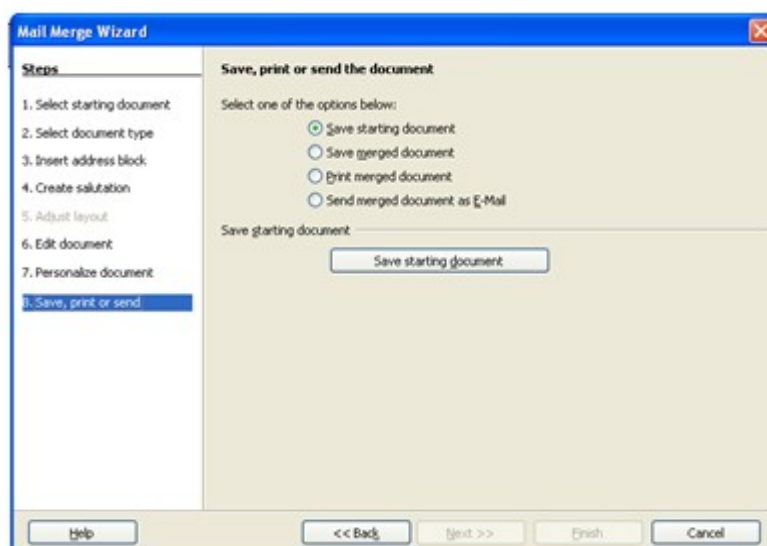 Mail Merge Wizard
Steps
1. Select starting document
2. Select document type
3. Insert address block
4. Create salutation
5. Adjust layout
6. Edit document
7. Personalize document
8. Save, print or send
Save, print or send the document
Select one of the options below:
Save starting document
Save merged document
Print merged document
Send merged document as E-Mail
Save starting document
Save starting document
Help
<< Back
Next >>
Finish
Cancel